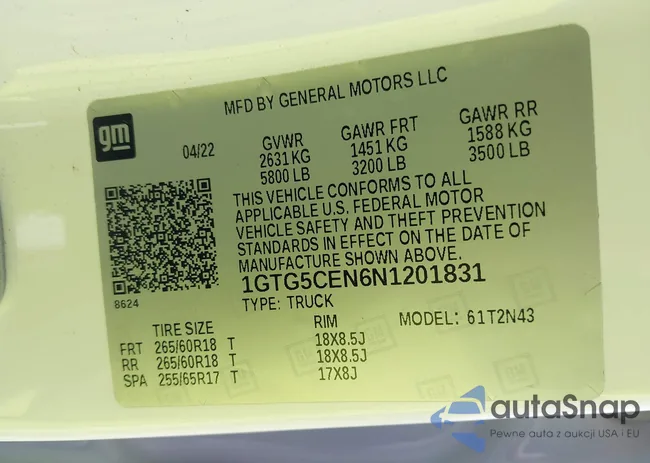 MFD BY GENERAL MOTORS LLC
gm
04/22
GVWR GAWR FRT GAWR RR
2631 KG 1451 KG 1588 KG
5800 LB 3200 LB 3500 LB
THIS VEHICLE CONFORMS TO ALL
APPLICABLE U.S. FEDERAL MOTOR
VEHICLE SAFETY AND THEFT PREVENTION
STANDARDS IN EFFECT ON THE DATE OF
MANUFACTURE SHOWN ABOVE.
8624
1GTG5CEN6N1201831
TYPE: TRUCK
MODEL: 61T2N43
TIRE SIZE RIM
FRT 265/60R18 T 18X8.5J
RR 265/60R18 T 18X8.5J
SPA 255/65R17 T 17X8J
autaSnap
Pewne auta z aukcji USA i EU